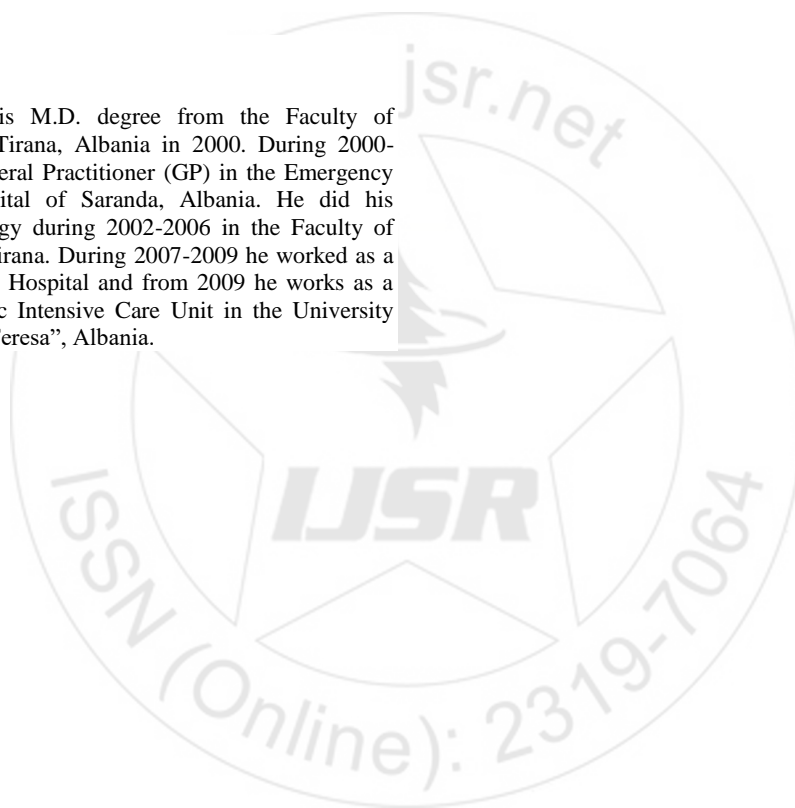 is M.D. degree from the Faculty of
Tirana, Albania in 2000. During 2000-
eral Practitioner (GP) in the Emergency
ital of Saranda, Albania. He did his
gy during 2002-2006 in the Faculty of
irana. During 2007-2009 he worked as a
Hospital and from 2009 he works as a
c Intensive Care Unit in the University
eresa”, Albania.
jsr.net
IJSR
ISSN (Online): 2319-7064